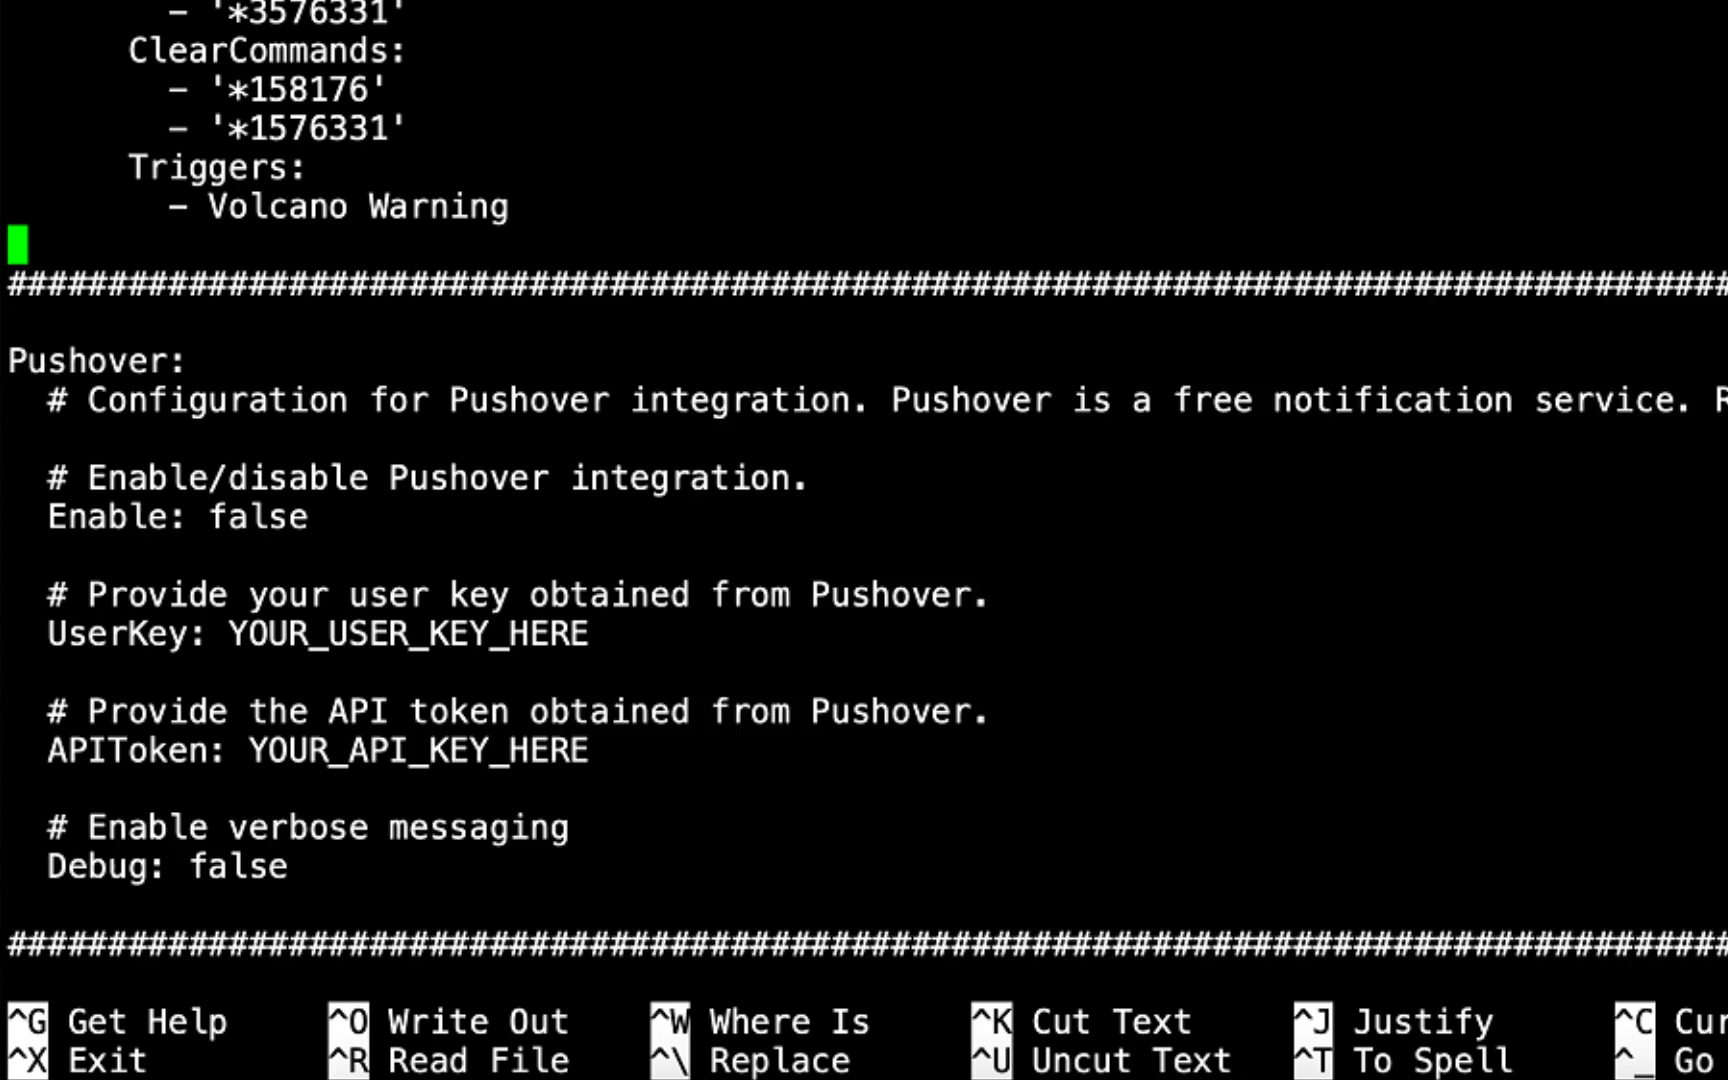 - '*3576331'
ClearCommands:
- '*158176'
- '*1576331'
Triggers:
- Volcano Warning
######################################################################################
Pushover:
# Configuration for Pushover integration. Pushover is a free notification service. R
# Enable/disable Pushover integration.
Enable: false
# Provide your user key obtained from Pushover.
UserKey: YOUR_USER_KEY_HERE
# Provide the API token obtained from Pushover.
APIToken: YOUR_API_KEY_HERE
# Enable verbose messaging
Debug: false
######################################################################################
^G Get Help ^O Write Out ^W Where Is ^K Cut Text ^J Justify ^C Cur
^X Exit ^R Read File ^\ Replace ^U Uncut Text ^T To Spell ^_ Go